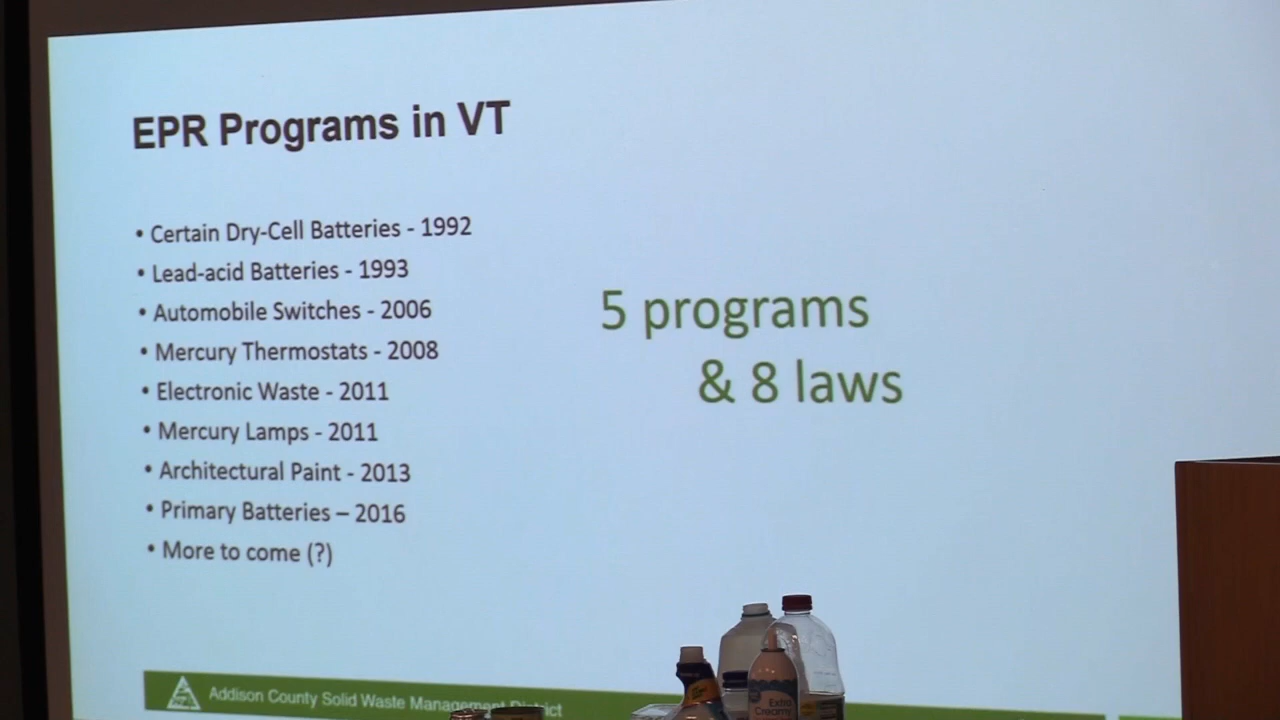 EPR Programs in VT
• Certain Dry-Cell Batteries - 1992
• Lead-acid Batteries - 1993
• Automobile Switches - 2006
• Mercury Thermostats - 2008
• Electronic Waste - 2011
• Mercury Lamps - 2011
• Architectural Paint - 2013
• Primary Batteries – 2016
• More to come (?)
5 programs
& 8 laws
Addison County Solid Waste Management District
Extra
Creamy